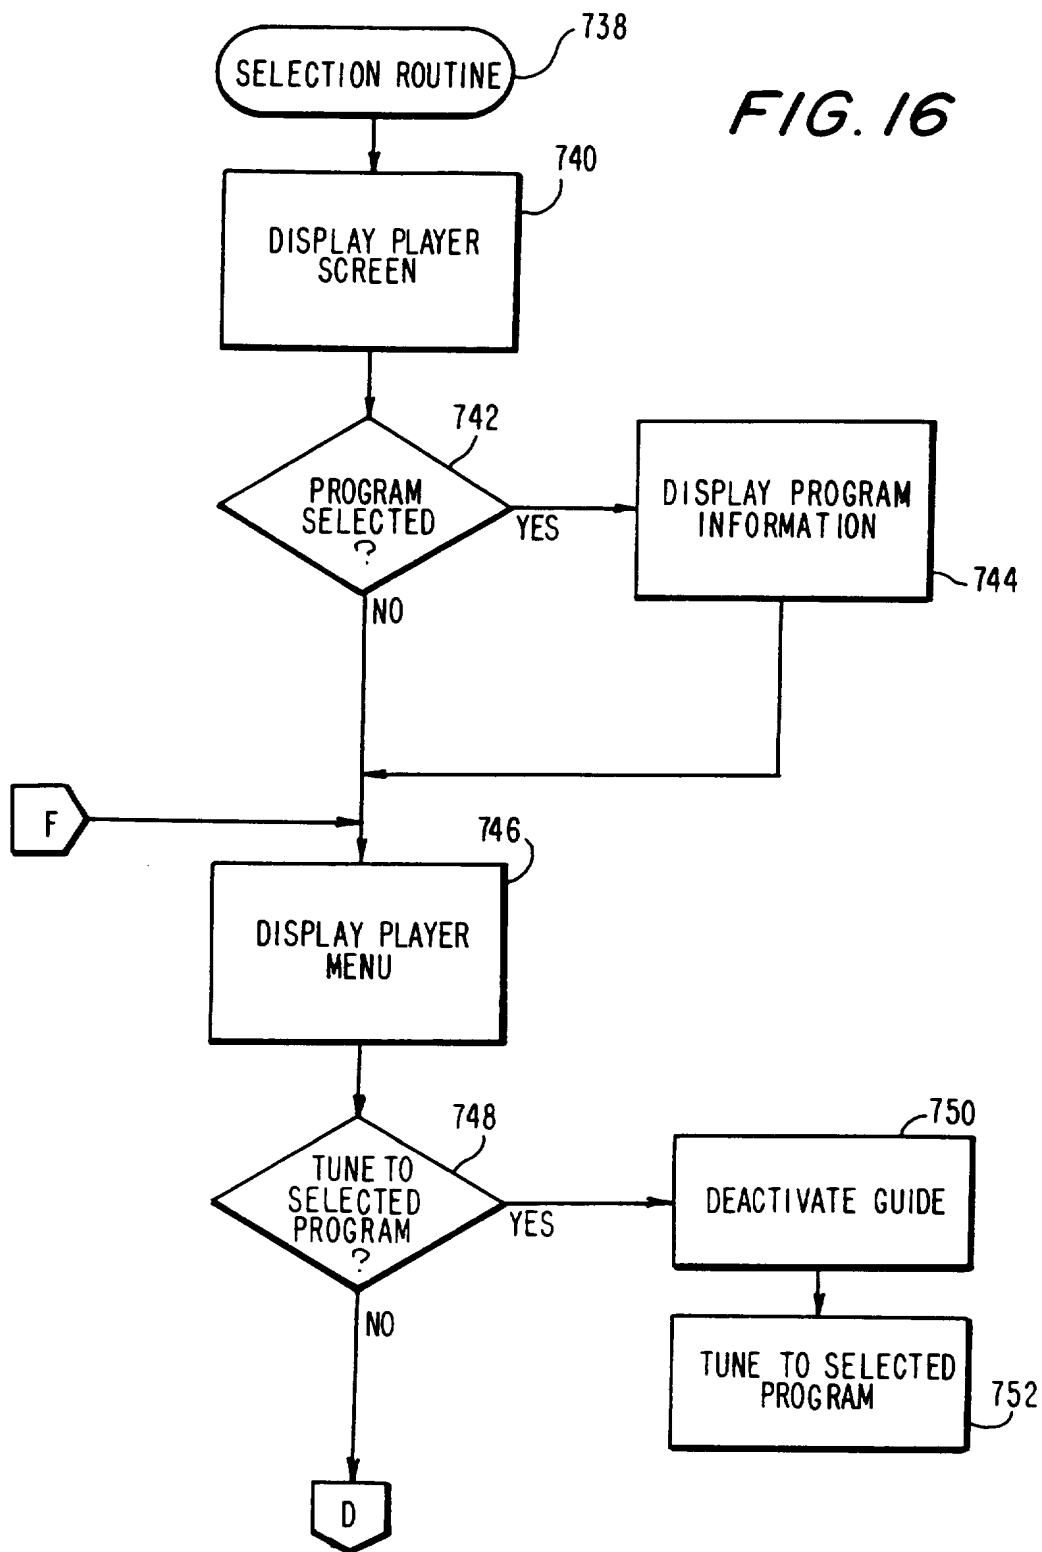 738
SELECTION ROUTINE
FIG. 16
740
DISPLAY PLAYER
SCREEN
742
PROGRAM
SELECTED
?
YES
NO
DISPLAY PROGRAM
INFORMATION
744
F
746
DISPLAY PLAYER
MENU
748
TUNE TO
SELECTED
PROGRAM
?
YES
NO
750
DEACTIVATE GUIDE
TUNE TO SELECTED
PROGRAM
752
D